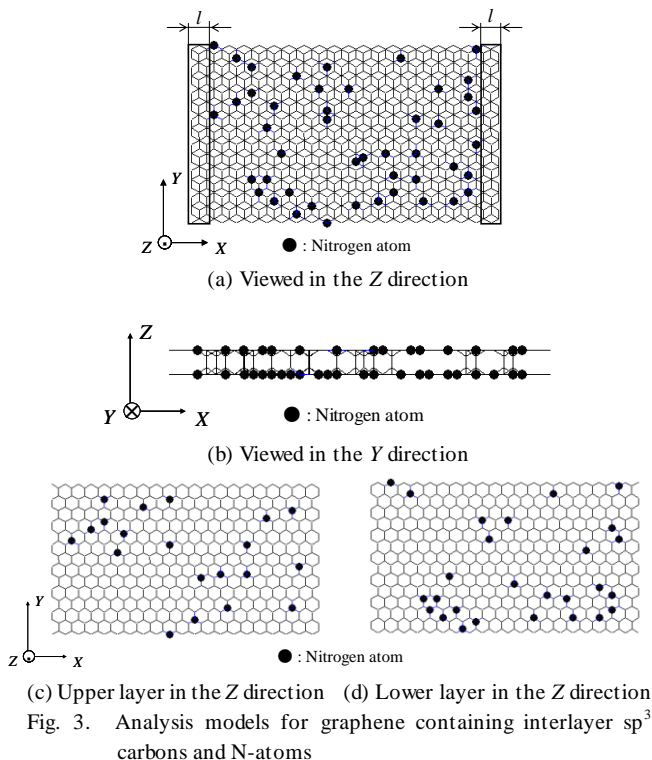 l l
Y
Z X
● : Nitrogen atom
(a) Viewed in the Z direction
Z
Y X
● : Nitrogen atom
(b) Viewed in the Y direction
Y
Z X
● : Nitrogen atom
(c) Upper layer in the Z direction (d) Lower layer in the Z direction
Fig. 3. Analysis models for graphene containing interlayer sp³
carbons and N-atoms